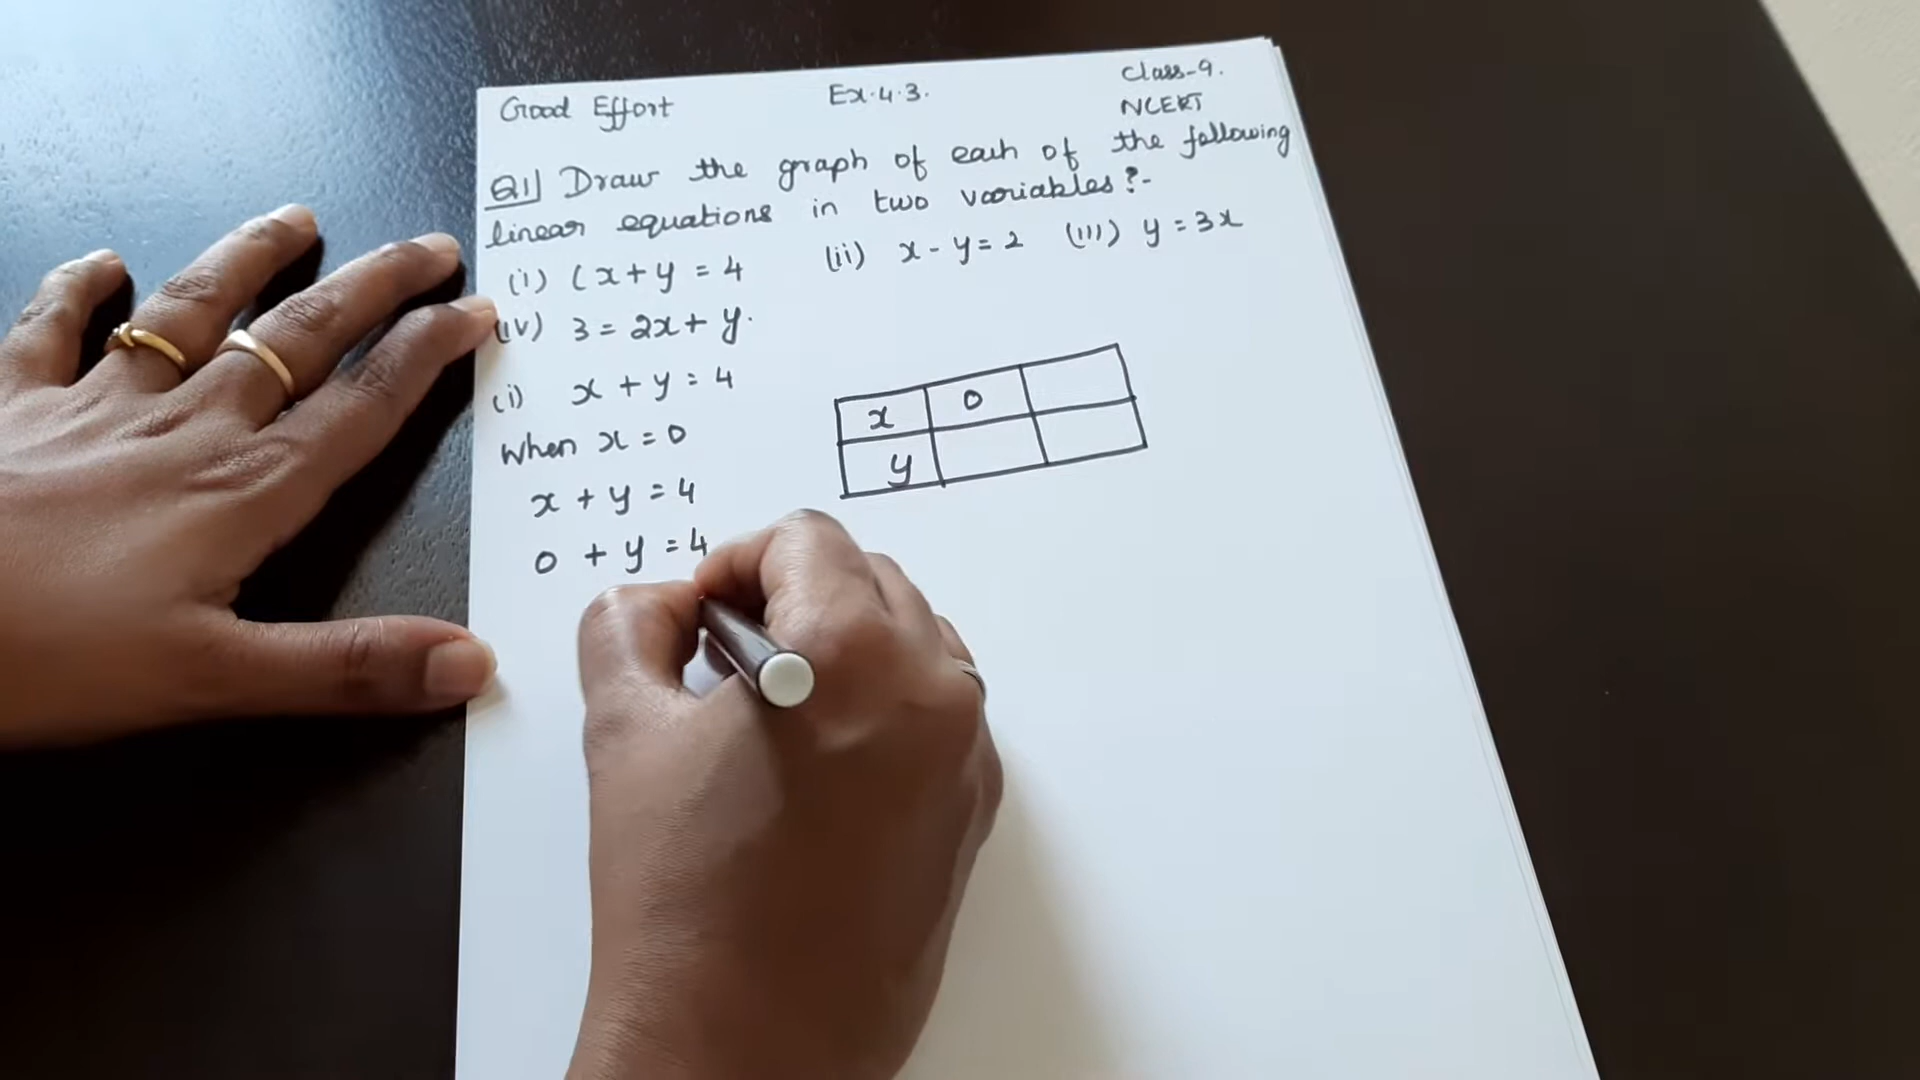 Good Effort Ex.4.3. Class-9.
NCERT
Q1] Draw the graph of each of the following
linear equations in two variables?-
(i) (x + y = 4 (ii) x - y = 2 (iii) y = 3x
(iv) 3 = 2x + y.
(i) x + y = 4
When x = 0
x + y = 4
0 + y = 4
x 0
y